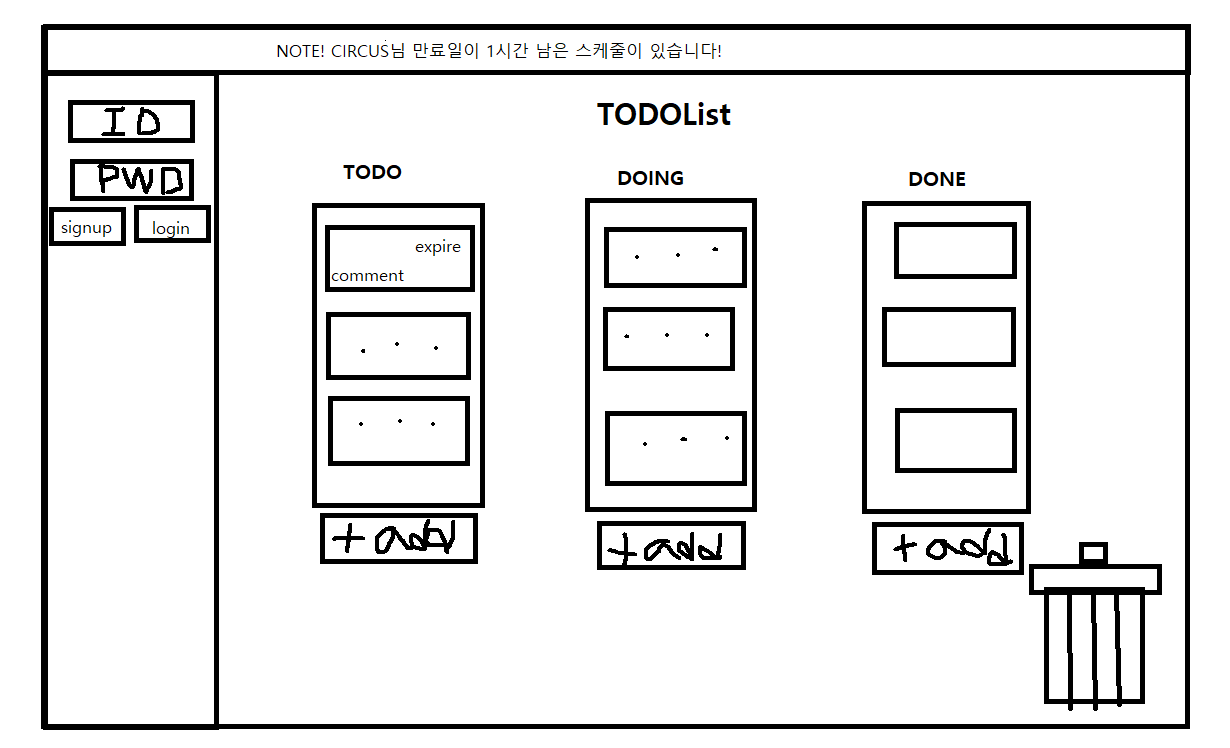 NOTE! CIRCUS님 만료일이 1시간 남은 스케줄이 있습니다!
ID
PWD
signup login
TODOList
TODO DOING DONE
expire
comment
+ add + add + add